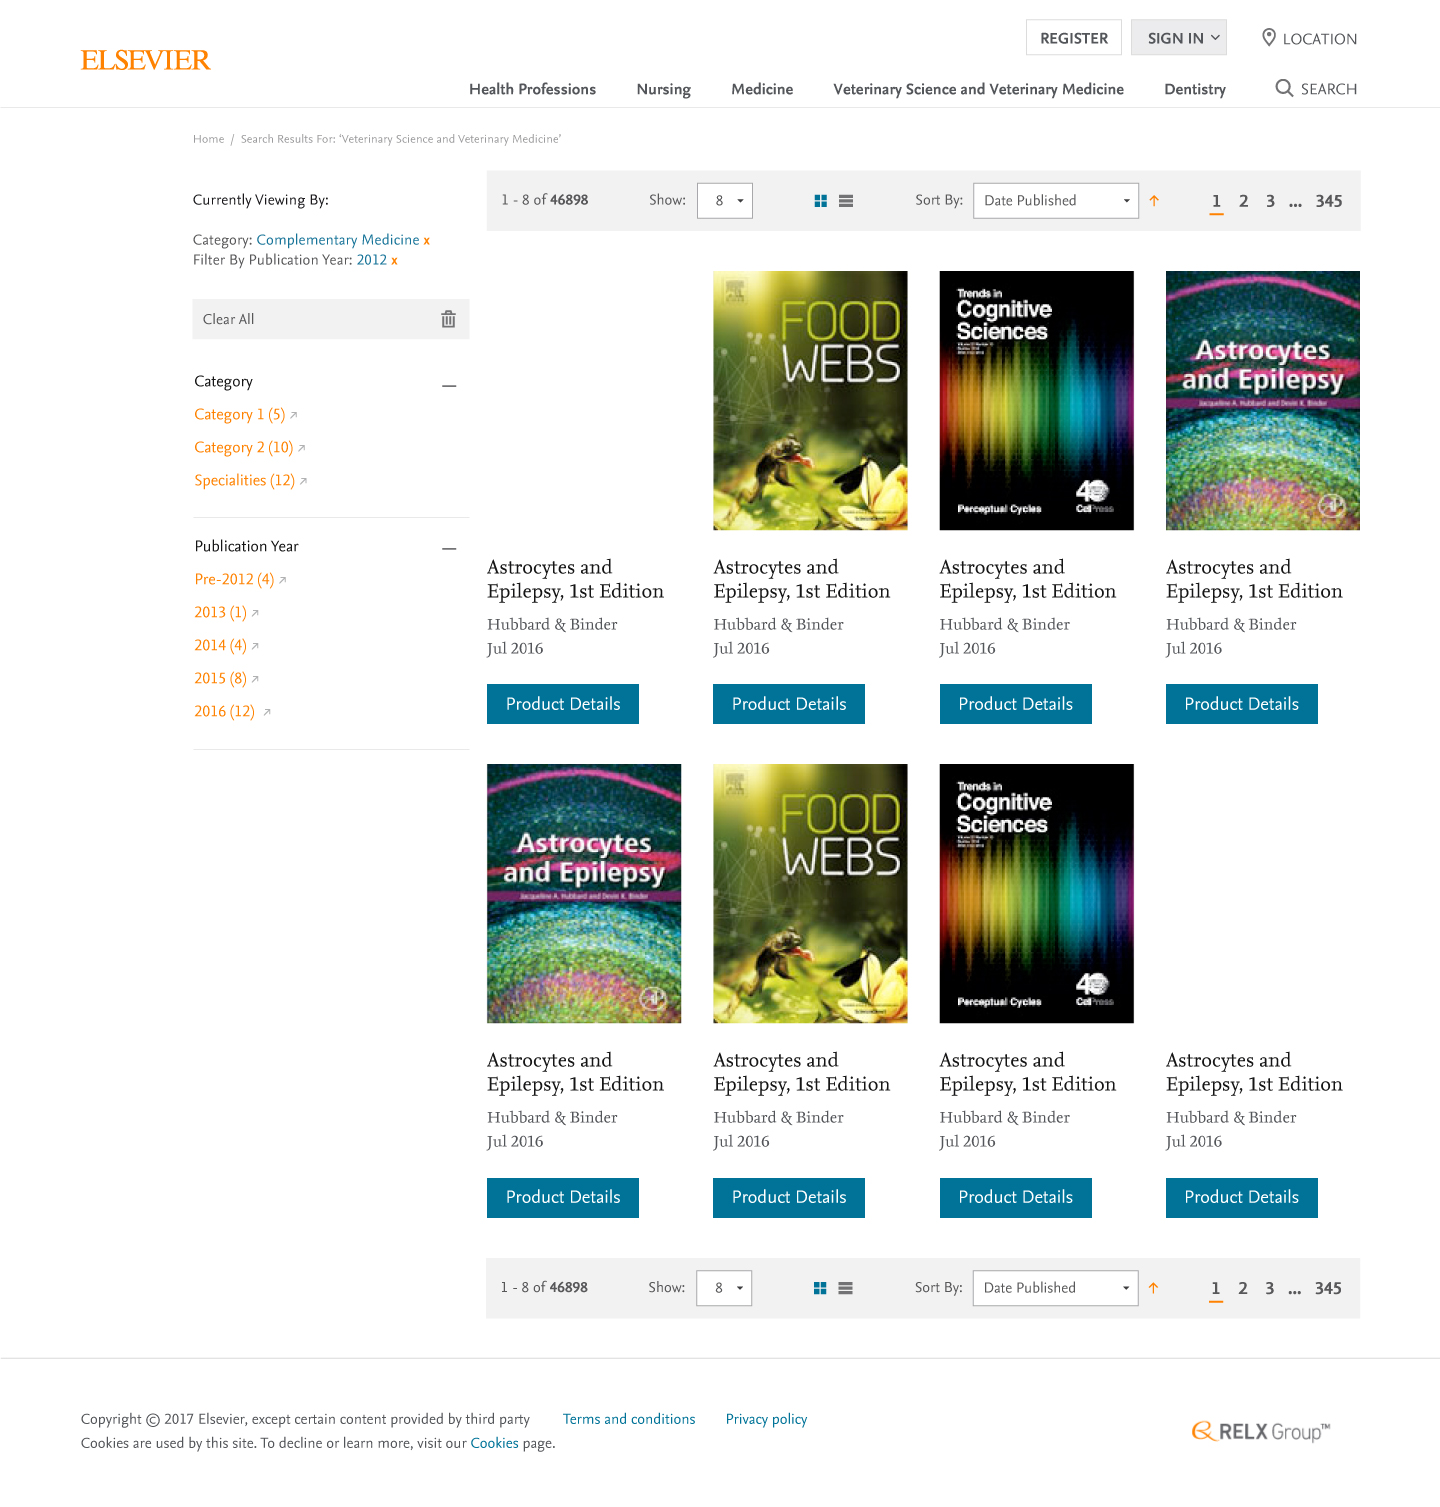 REGISTER
SIGN IN
LOCATION
ELSEVIER
Health Professions
Nursing
Medicine
Veterinary Science and Veterinary Medicine
Dentistry
SEARCH
Home / Search Results For: ‘Veterinary Science and Veterinary Medicine’
Currently Viewing By:
Category: Complementary Medicine x
Filter By Publication Year: 2012 x
Clear All
Category
Category 1 (5)
Category 2 (10)
Specialities (12)
Publication Year
Pre-2012 (4)
2013 (1)
2014 (4)
2015 (8)
2016 (12)
1 - 8 of 46898
Show:
8
Sort By:
Date Published
1 2 3 ... 345
FOOD
WEBS
Trends in
Cognitive
Sciences
Perceptual Cycles
40
CellPress
Astrocytes
and Epilepsy
Jacqueline A. Hubbard and Devin K. Binder
Astrocytes and
Epilepsy, 1st Edition
Hubbard & Binder
Jul 2016
Product Details
Astrocytes and
Epilepsy, 1st Edition
Hubbard & Binder
Jul 2016
Product Details
Astrocytes and
Epilepsy, 1st Edition
Hubbard & Binder
Jul 2016
Product Details
Astrocytes and
Epilepsy, 1st Edition
Hubbard & Binder
Jul 2016
Product Details
Astrocytes
and Epilepsy
Jacqueline A. Hubbard and Devin K. Binder
FOOD
WEBS
Trends in
Cognitive
Sciences
Perceptual Cycles
40
CellPress
Astrocytes and
Epilepsy, 1st Edition
Hubbard & Binder
Jul 2016
Product Details
Astrocytes and
Epilepsy, 1st Edition
Hubbard & Binder
Jul 2016
Product Details
Astrocytes and
Epilepsy, 1st Edition
Hubbard & Binder
Jul 2016
Product Details
Astrocytes and
Epilepsy, 1st Edition
Hubbard & Binder
Jul 2016
Product Details
1 - 8 of 46898
Show:
8
Sort By:
Date Published
1 2 3 ... 345
Copyright © 2017 Elsevier, except certain content provided by third party
Terms and conditions
Privacy policy
Cookies are used by this site. To decline or learn more, visit our Cookies page.
RELX Group™